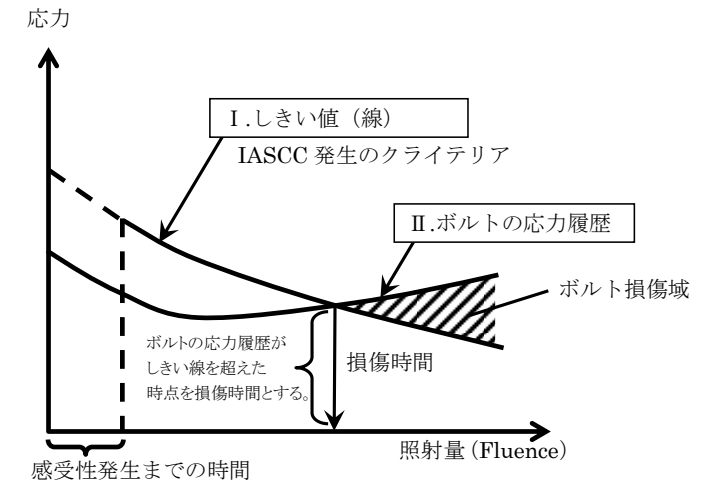 応力
Ⅰ.しきい値（線）
IASCC 発生のクライテリア
Ⅱ.ボルトの応力履歴
ボルト損傷域
ボルトの応力履歴が
しきい線を超えた
時点を損傷時間とする。
損傷時間
照射量 (Fluence)
感受性発生までの時間